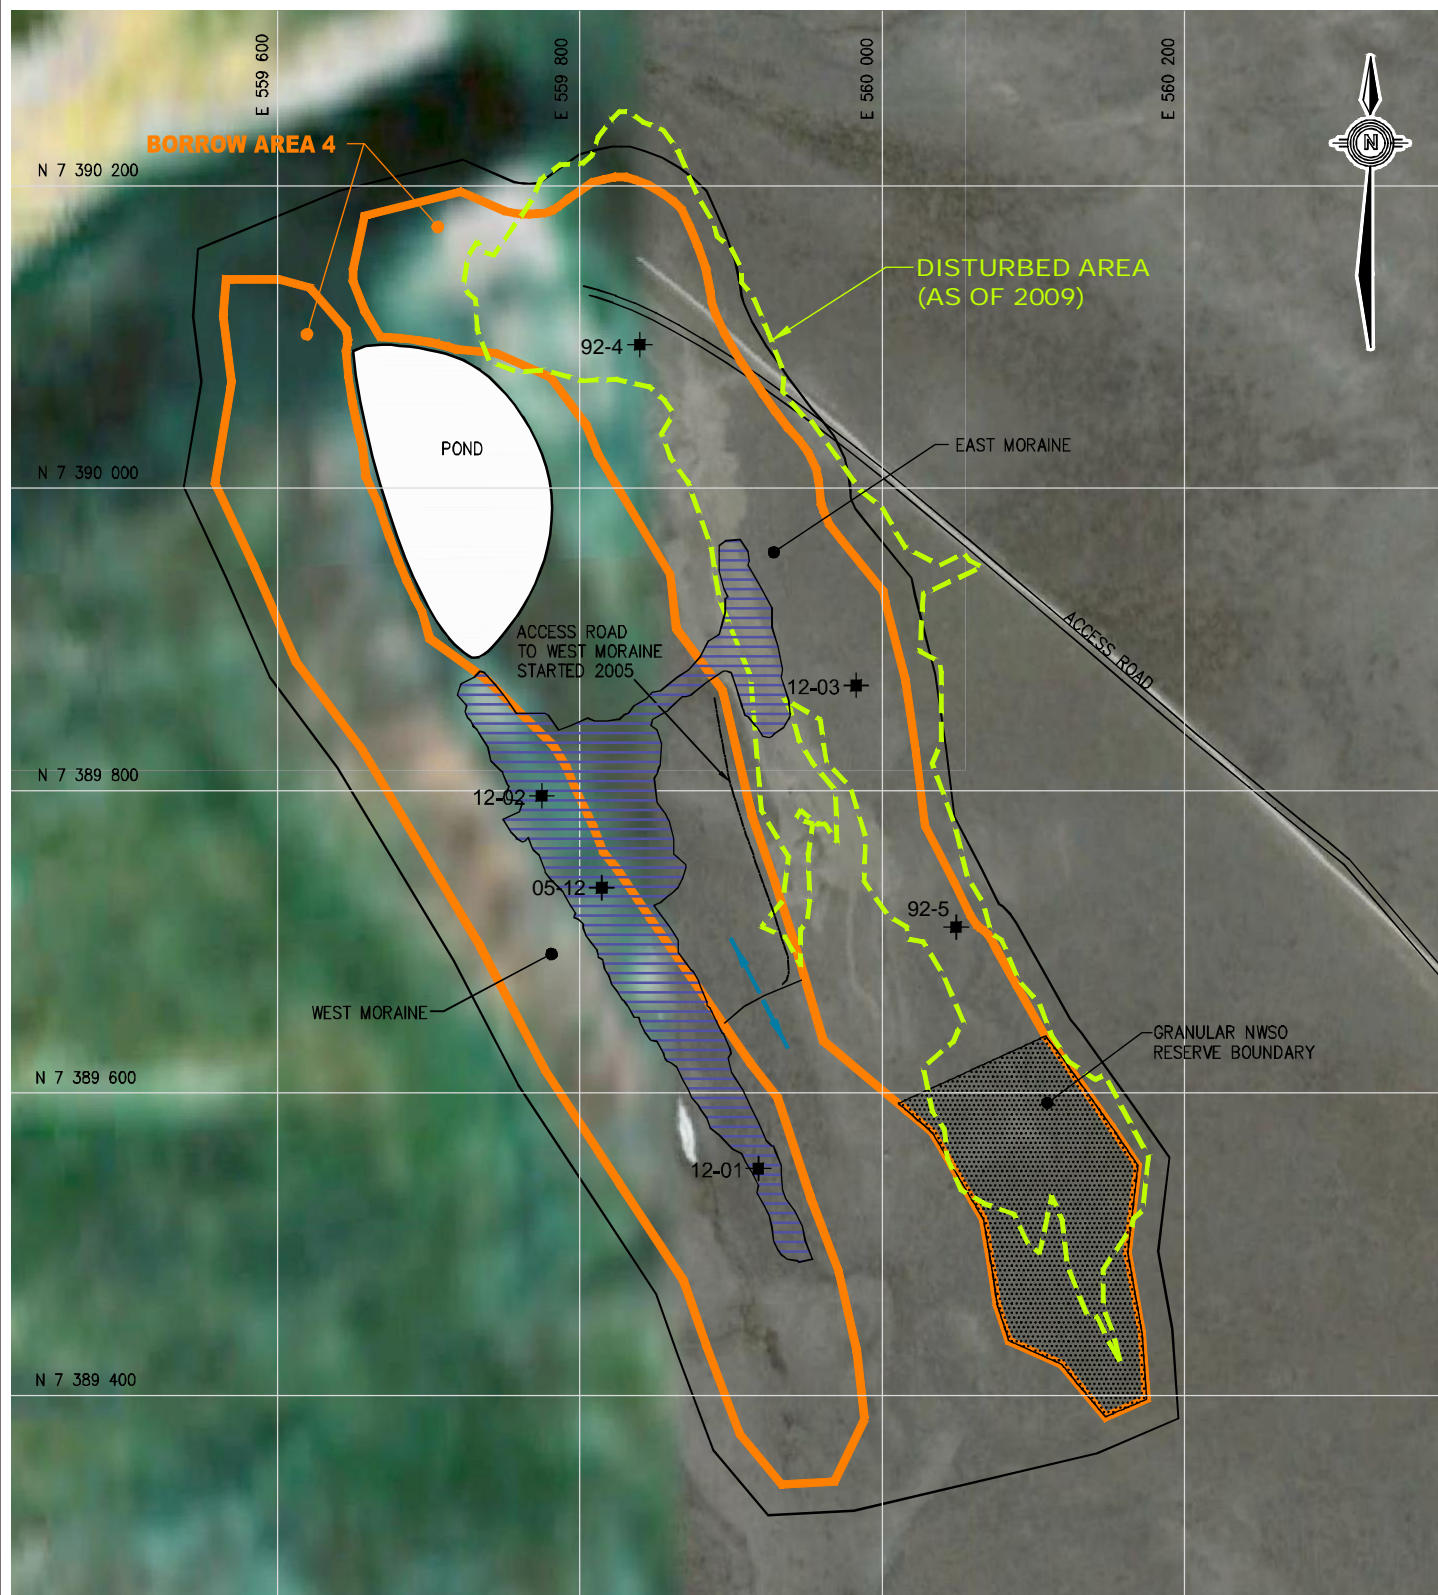 E 559 600
E 559 800
E 560 000
E 560 200
BORROW AREA 4
N
N 7 390 200
DISTURBED AREA
(AS OF 2009)
92-4
EAST MORAINE
POND
N 7 390 000
ACCESS ROAD
TO WEST MORAINE
STARTED 2005
ACCESS ROAD
12-03
N 7 389 800
12-02
05-12
92-5
WEST MORAINE
GRANULAR NWSO
RESERVE BOUNDARY
N 7 389 600
12-01
N 7 389 400